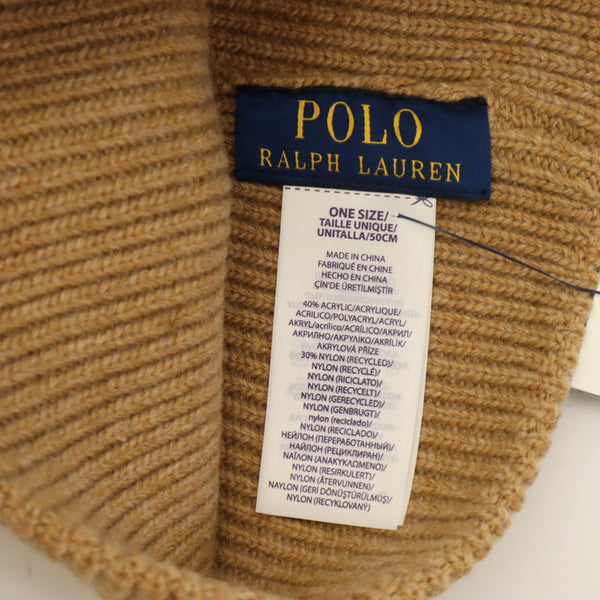 POLO
RALPH LAUREN
ONE SIZE/
TAILLE UNIQUE/
UNITALLA/50CM
MADE IN CHINA
FABRIQUÉ EN CHINE
HECHO EN CHINA
ÇİN'DE ÜRETİLMİŞTİR
40% ACRYLIC/ACRYLIQUE/
ACRILICO/POLYACRYL/ACRYL/
AKRYL/acrílico/ACRÍLICO/AKRYL/
АКРИЛНО/ΑΚΡΥΛΙΚΟ/AKRİLİK/
AKRYLOVÁ PŘÍZE
30% NYLON (RECYCLED)/
NYLON (RECYCLÉ)/
NYLON (RICICLATO)/
NYLON (RECYCELT)/
NYLON (GERECYCLED)/
NYLON (GENBRUGT)/
nylon (reciclado)/
NYLON (RECICLADO)/
НЕЙЛОН (ПЕРЕРАБОТАННЫЙ)/
НАЙЛОН (РЕЦИКЛИРАН)/
ΝΑΪΛΟΝ (ΑΝΑΚΥΚΛΩΜΕΝΟ)/
NYLON (RESIRKULERT)/
NYLON (ÅTERVUNNEN)/
NAYLON (GERİ DÖNÜŞTÜRÜLMÜŞ)/
NYLON (RECYKLOVANÝ)